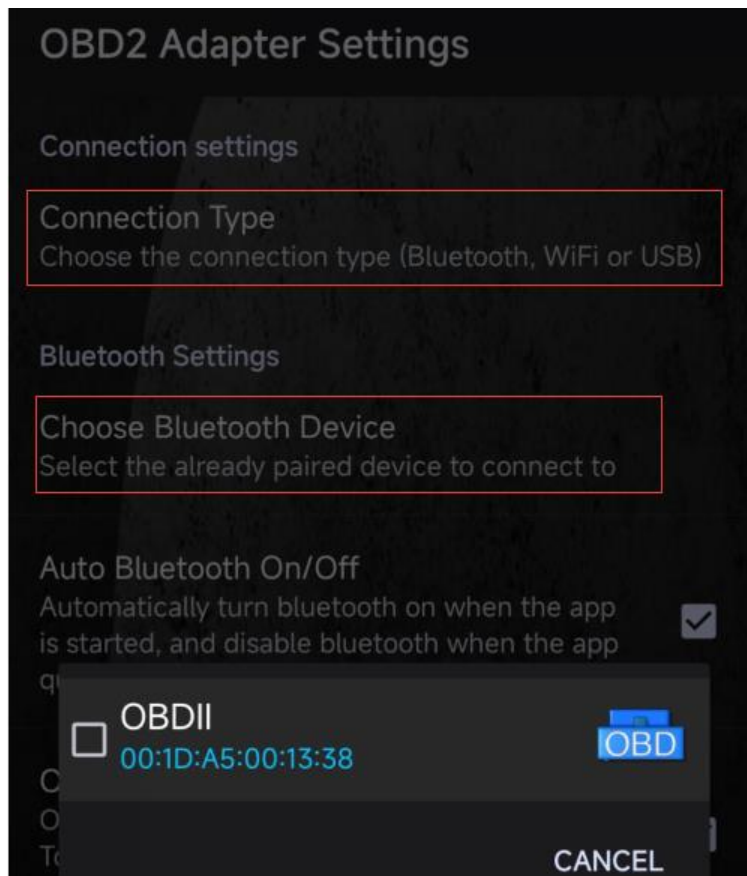 OBD2 Adapter Settings
Connection settings
Connection Type
Choose the connection type (Bluetooth, WiFi or USB)
Bluetooth Settings
Choose Bluetooth Device
Select the already paired device to connect to
Auto Bluetooth On/Off
Automatically turn bluetooth on when the app
is started, and disable bluetooth when the app
OBDII
00:1D:A5:00:13:38
OBD
CANCEL